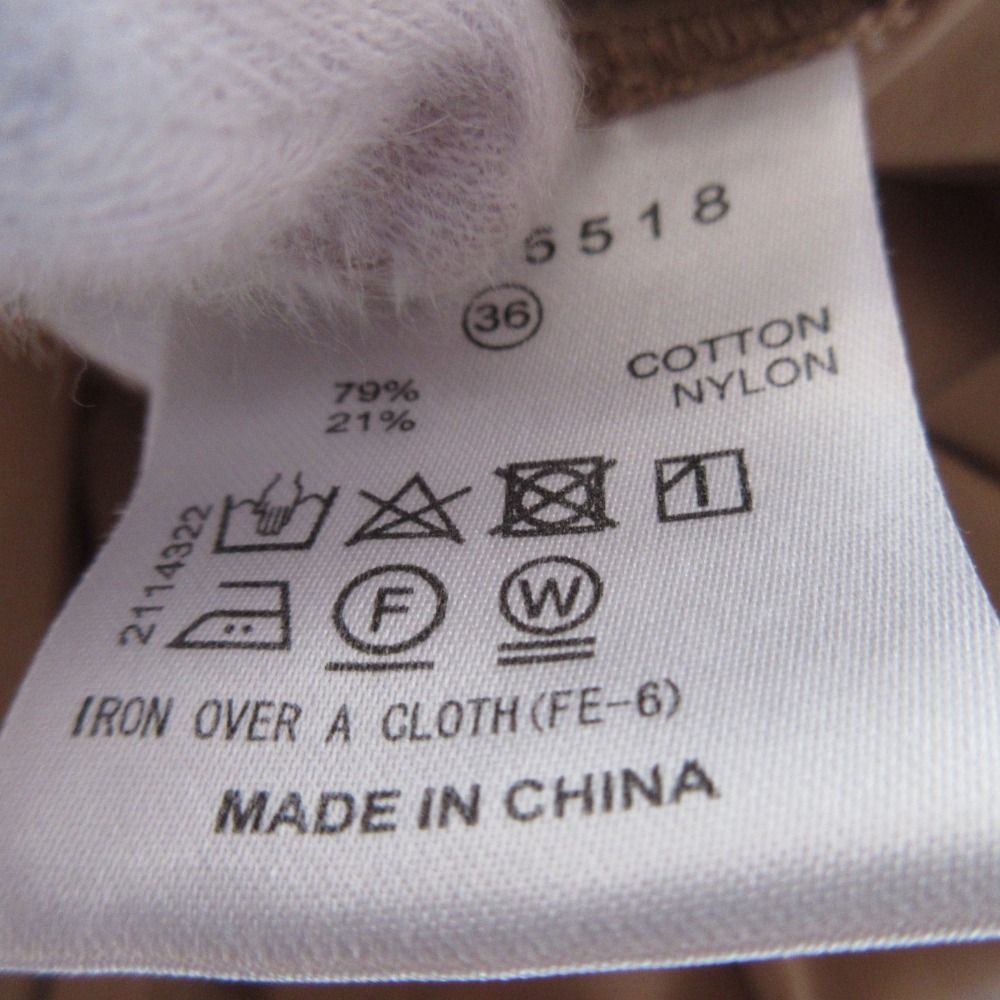 5518
36
79% COTTON
21% NYLON
2114322
F W
IRON OVER A CLOTH(FE-6)
MADE IN CHINA